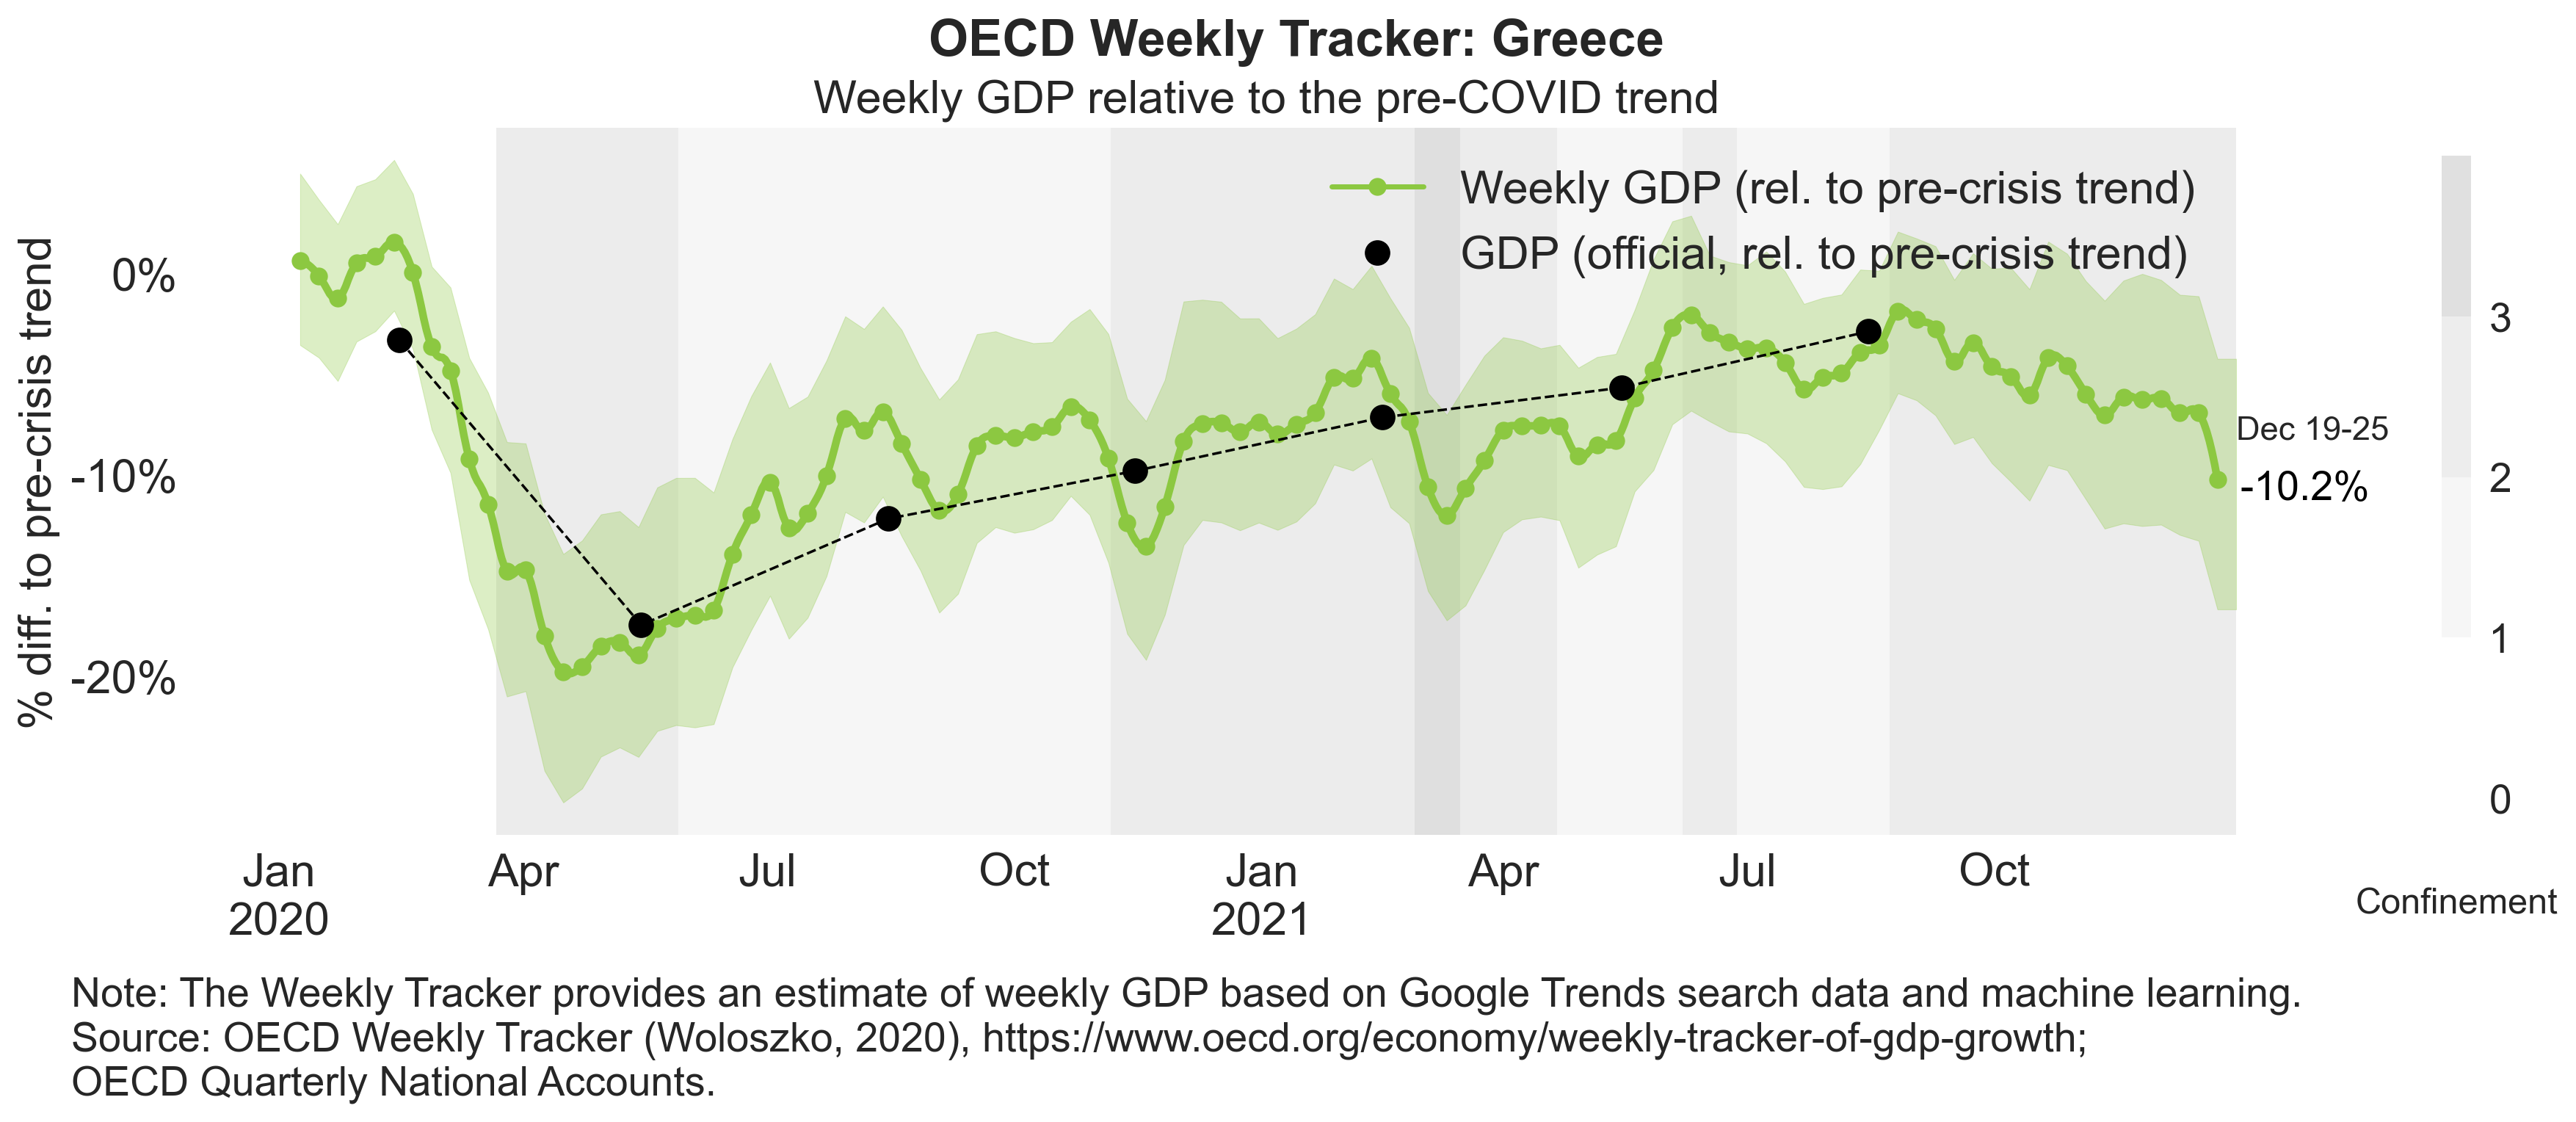 OECD Weekly Tracker: Greece
Weekly GDP relative to the pre-COVID trend
Weekly GDP (rel. to pre-crisis trend)
GDP (official, rel. to pre-crisis trend)
% diff. to pre-crisis trend
0%
-10%
-20%
Dec 19-25
-10.2%
3
2
1
0
Confinement
Jan Apr Jul Oct Jan Apr Jul Oct
2020 2021
Note: The Weekly Tracker provides an estimate of weekly GDP based on Google Trends search data and machine learning.
Source: OECD Weekly Tracker (Woloszko, 2020), https://www.oecd.org/economy/weekly-tracker-of-gdp-growth;
OECD Quarterly National Accounts.